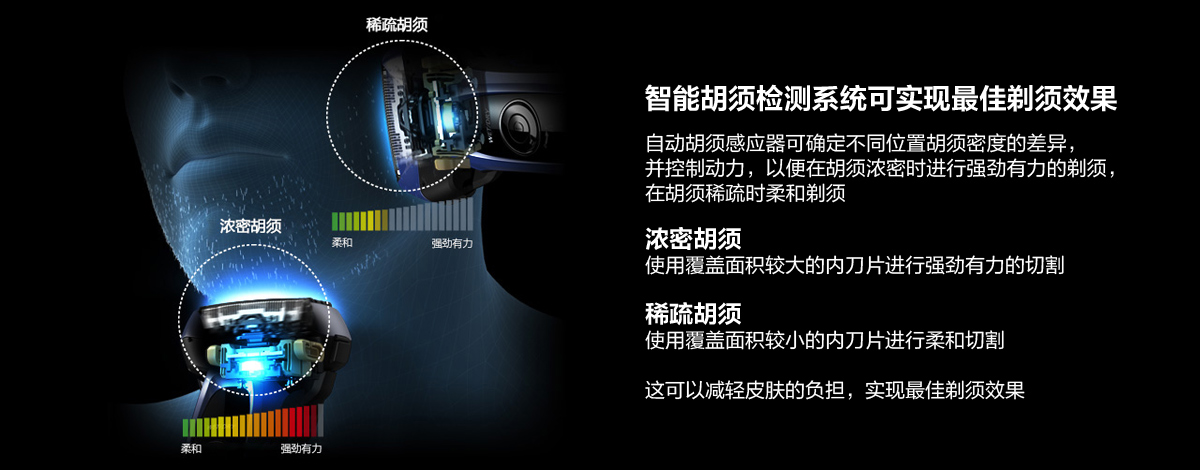 稀疏胡须
柔和
强劲有力
浓密胡须
柔和
强劲有力
智能胡须检测系统可实现最佳剃须效果
自动胡须感应器可确定不同位置胡须密度的差异，
并控制动力，以便在胡须浓密时进行强劲有力的剃须，
在胡须稀疏时柔和剃须
浓密胡须
使用覆盖面积较大的内刀片进行强劲有力的切割
稀疏胡须
使用覆盖面积较小的内刀片进行柔和切割
这可以减轻皮肤的负担，实现最佳剃须效果